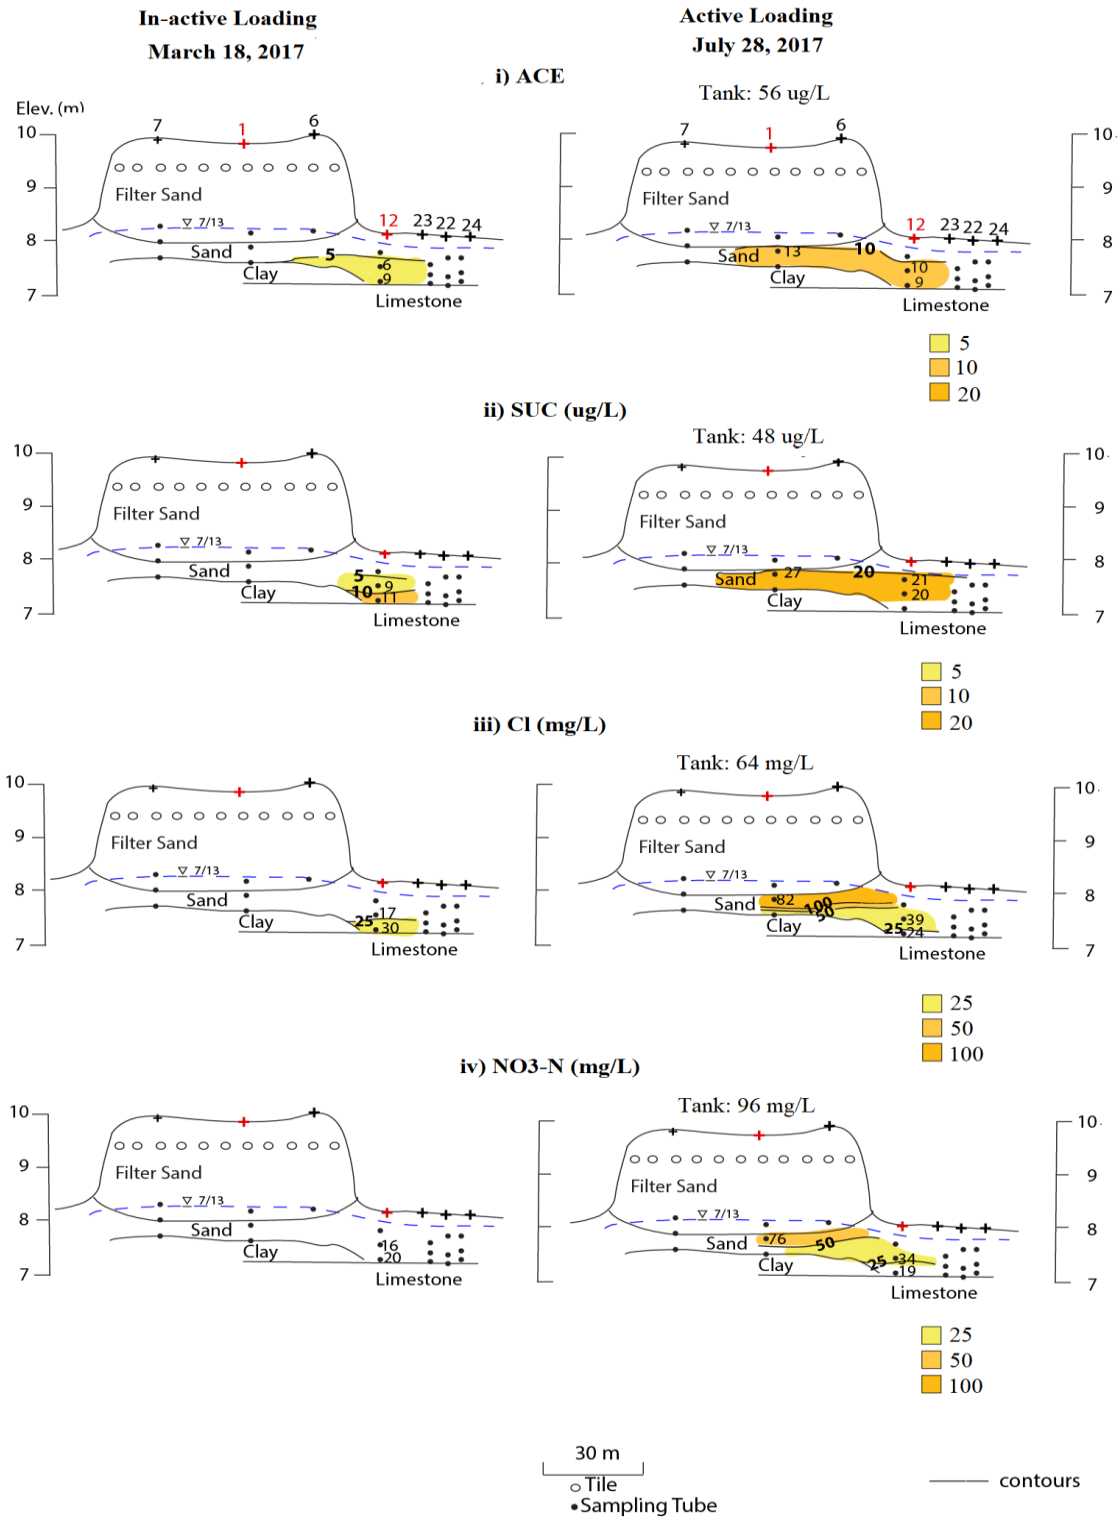 In-active Loading
March 18, 2017
Active Loading
July 28, 2017
i) ACE
Tank: 56 ug/L
Elev. (m)
10 7 1 6
9
Filter Sand
8 7/13 12 23 22 24
Sand 5
6
Clay 9
7 Limestone
7 1 6 10
9
Filter Sand
7/13 12 23 22 24 8
Sand 13 10
10
Clay 9
Limestone 7
5
10
20
ii) SUC (ug/L)
Tank: 48 ug/L
10
9
Filter Sand
8 7/13
Sand 5
9
Clay 10 11
7 Limestone
10
9
Filter Sand
7/13 8
Sand 27 20
21
20
Clay
Limestone 7
5
10
20
iii) Cl (mg/L)
Tank: 64 mg/L
10
9
Filter Sand
8 7/13
Sand
17
Clay 25 30
7 Limestone
10
9
Filter Sand
7/13 8
Sand 82 100
50
39
Clay 25 24
Limestone 7
25
50
100
iv) NO3-N (mg/L)
Tank: 96 mg/L
10
9
Filter Sand
8 7/13
Sand
16
Clay 20
7 Limestone
10
9
Filter Sand
7/13 8
Sand 76 50
34
Clay 25 19
Limestone 7
25
50
100
30 m
Tile
Sampling Tube
contours